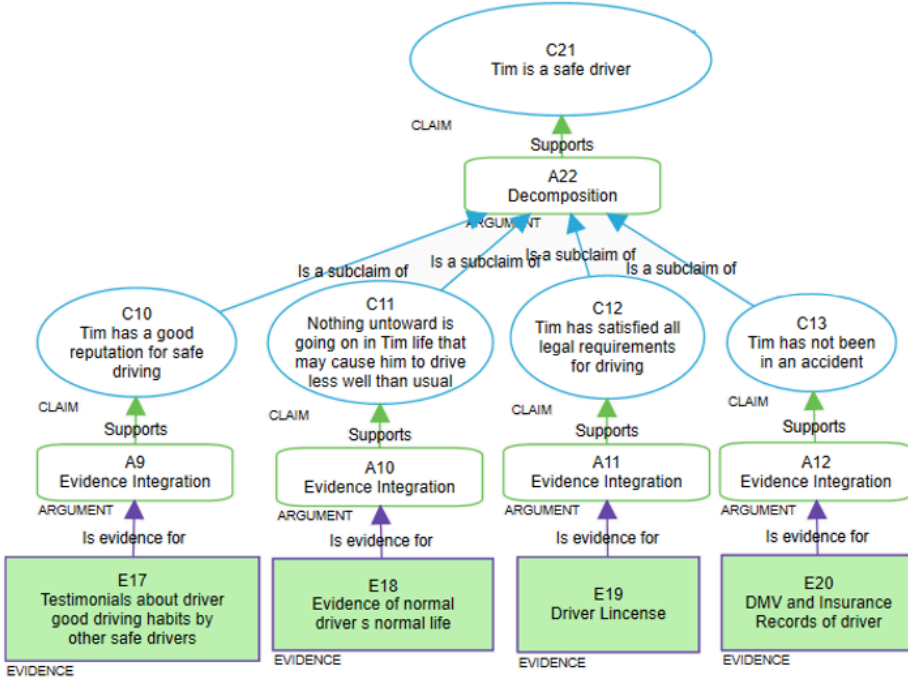 C21
Tim is a safe driver
CLAIM
Supports
A22
Decomposition
ARGUMENT
Is a subclaim of
Is a subclaim of
Is a subclaim of
Is a subclaim of
C10
Tim has a good
reputation for safe
driving
CLAIM
C11
Nothing untoward is
going on in Tim life that
may cause him to drive
less well than usual
CLAIM
C12
Tim has satisfied all
legal requirements
for driving
CLAIM
C13
Tim has not been
in an accident
CLAIM
Supports
Supports
Supports
Supports
A9
Evidence Integration
ARGUMENT
A10
Evidence Integration
ARGUMENT
A11
Evidence Integration
ARGUMENT
A12
Evidence Integration
ARGUMENT
Is evidence for
Is evidence for
Is evidence for
Is evidence for
E17
Testimonials about driver
good driving habits by
other safe drivers
EVIDENCE
E18
Evidence of normal
driver s normal life
EVIDENCE
E19
Driver Lincense
EVIDENCE
E20
DMV and Insurance
Records of driver
EVIDENCE